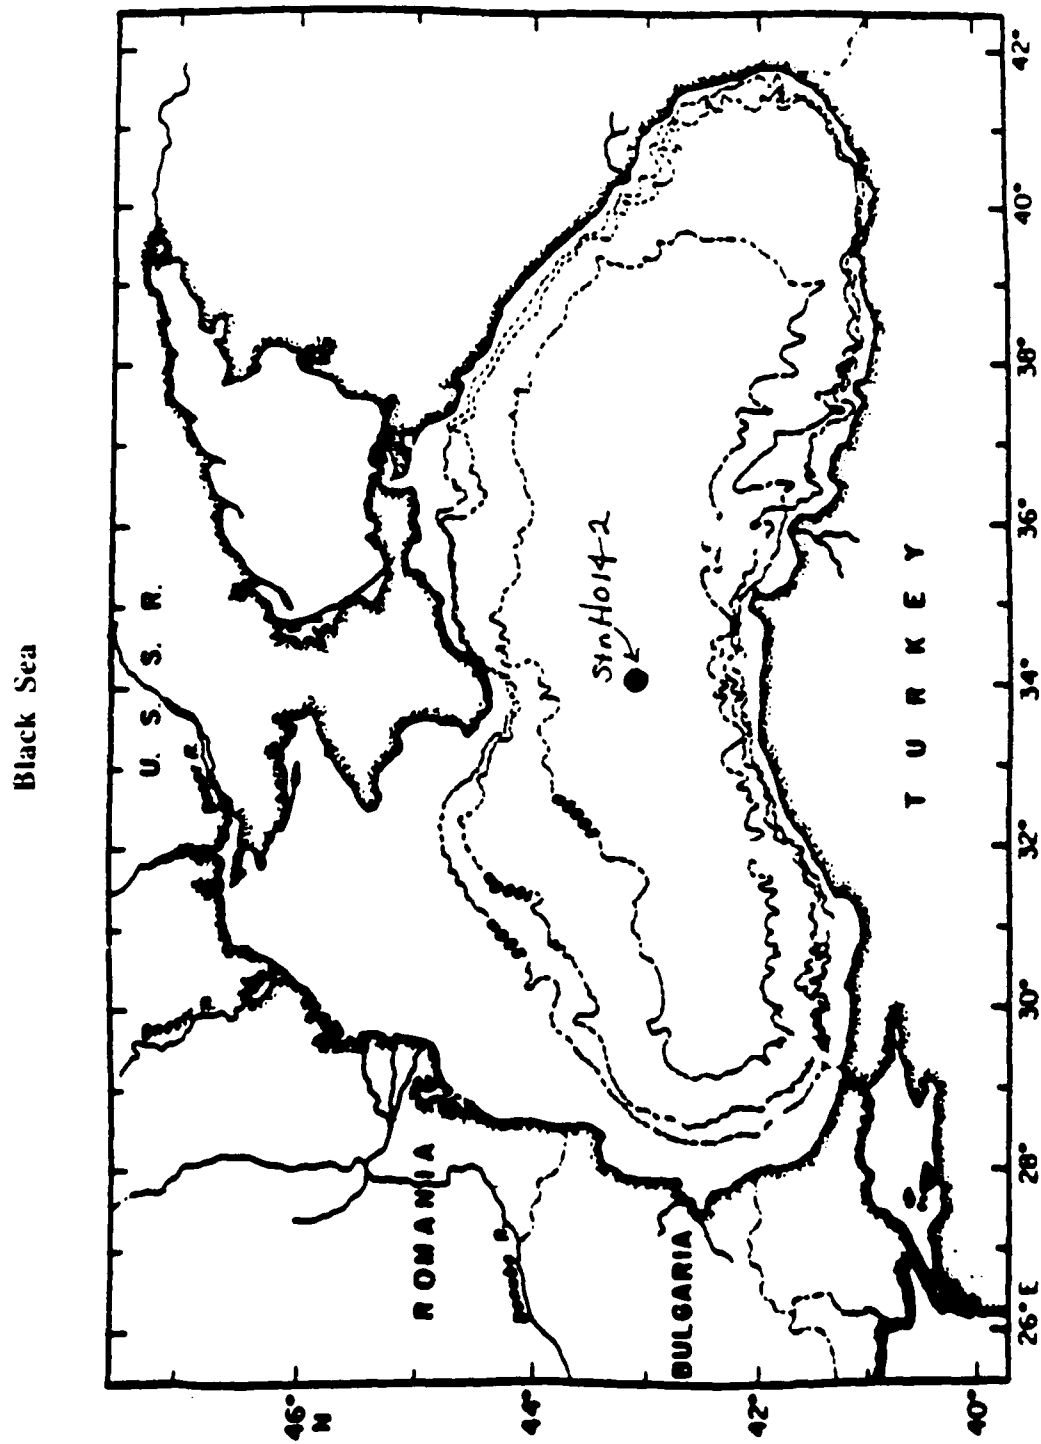 Black Sea
U. S. S. R.
R
R
ROMANIA
R
BULGARIA
Stn H014-2
TURKEY
46°
N
44°
42°
40°
26°E
28°
30°
32°
34°
36°
38°
40°
42°